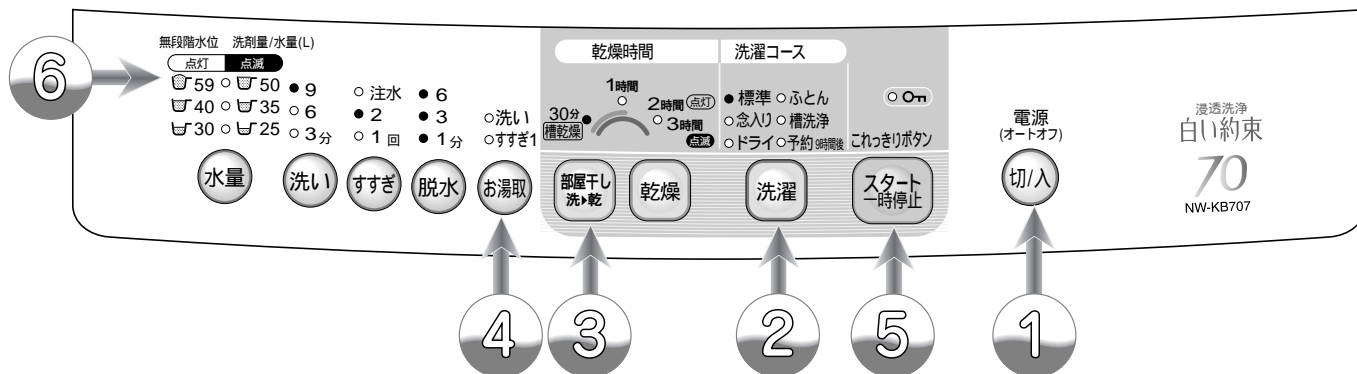 6
無段階水位 洗剤量/水量(L)
点灯 点滅
59 50
40 35
30 25
9
6
3分
注水
2
1回
6
3
1分
洗い
すすぎ1
水量
洗い
すすぎ
脱水
お湯取
乾燥時間
30分
槽乾燥
1時間
2時間 点灯
3時間
点滅
部屋干し
洗▸乾
乾燥
洗濯コース
標準 ふとん
念入り 槽洗浄
ドライ 予約 9時間後
洗濯
これっきりボタン
スタート
一時停止
電源
(オートオフ)
切/入
浸透洗浄
白い約束
70
NW-KB707
4
3
2
5
1